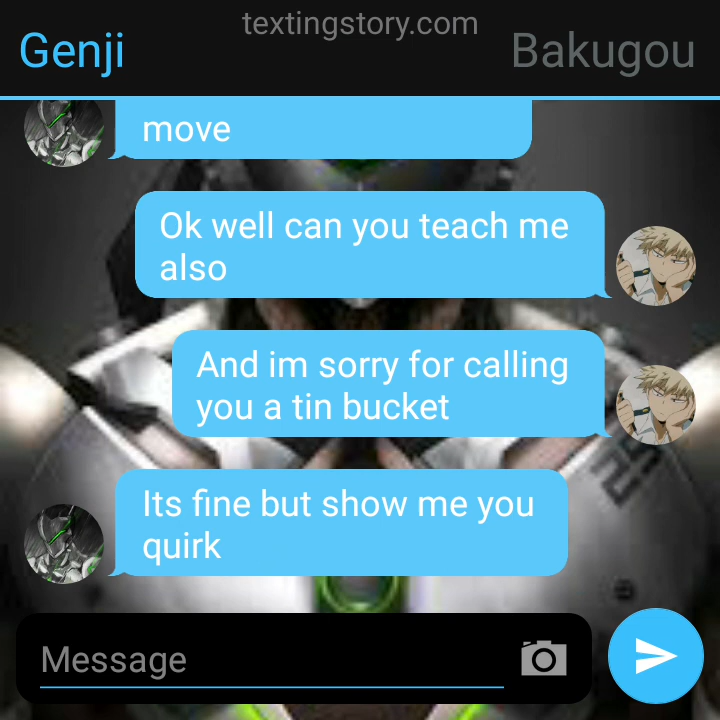 textingstory.com
Genji
Bakugou
move
Ok well can you teach me
also
And im sorry for calling
you a tin bucket
Its fine but show me you
quirk
25
Message